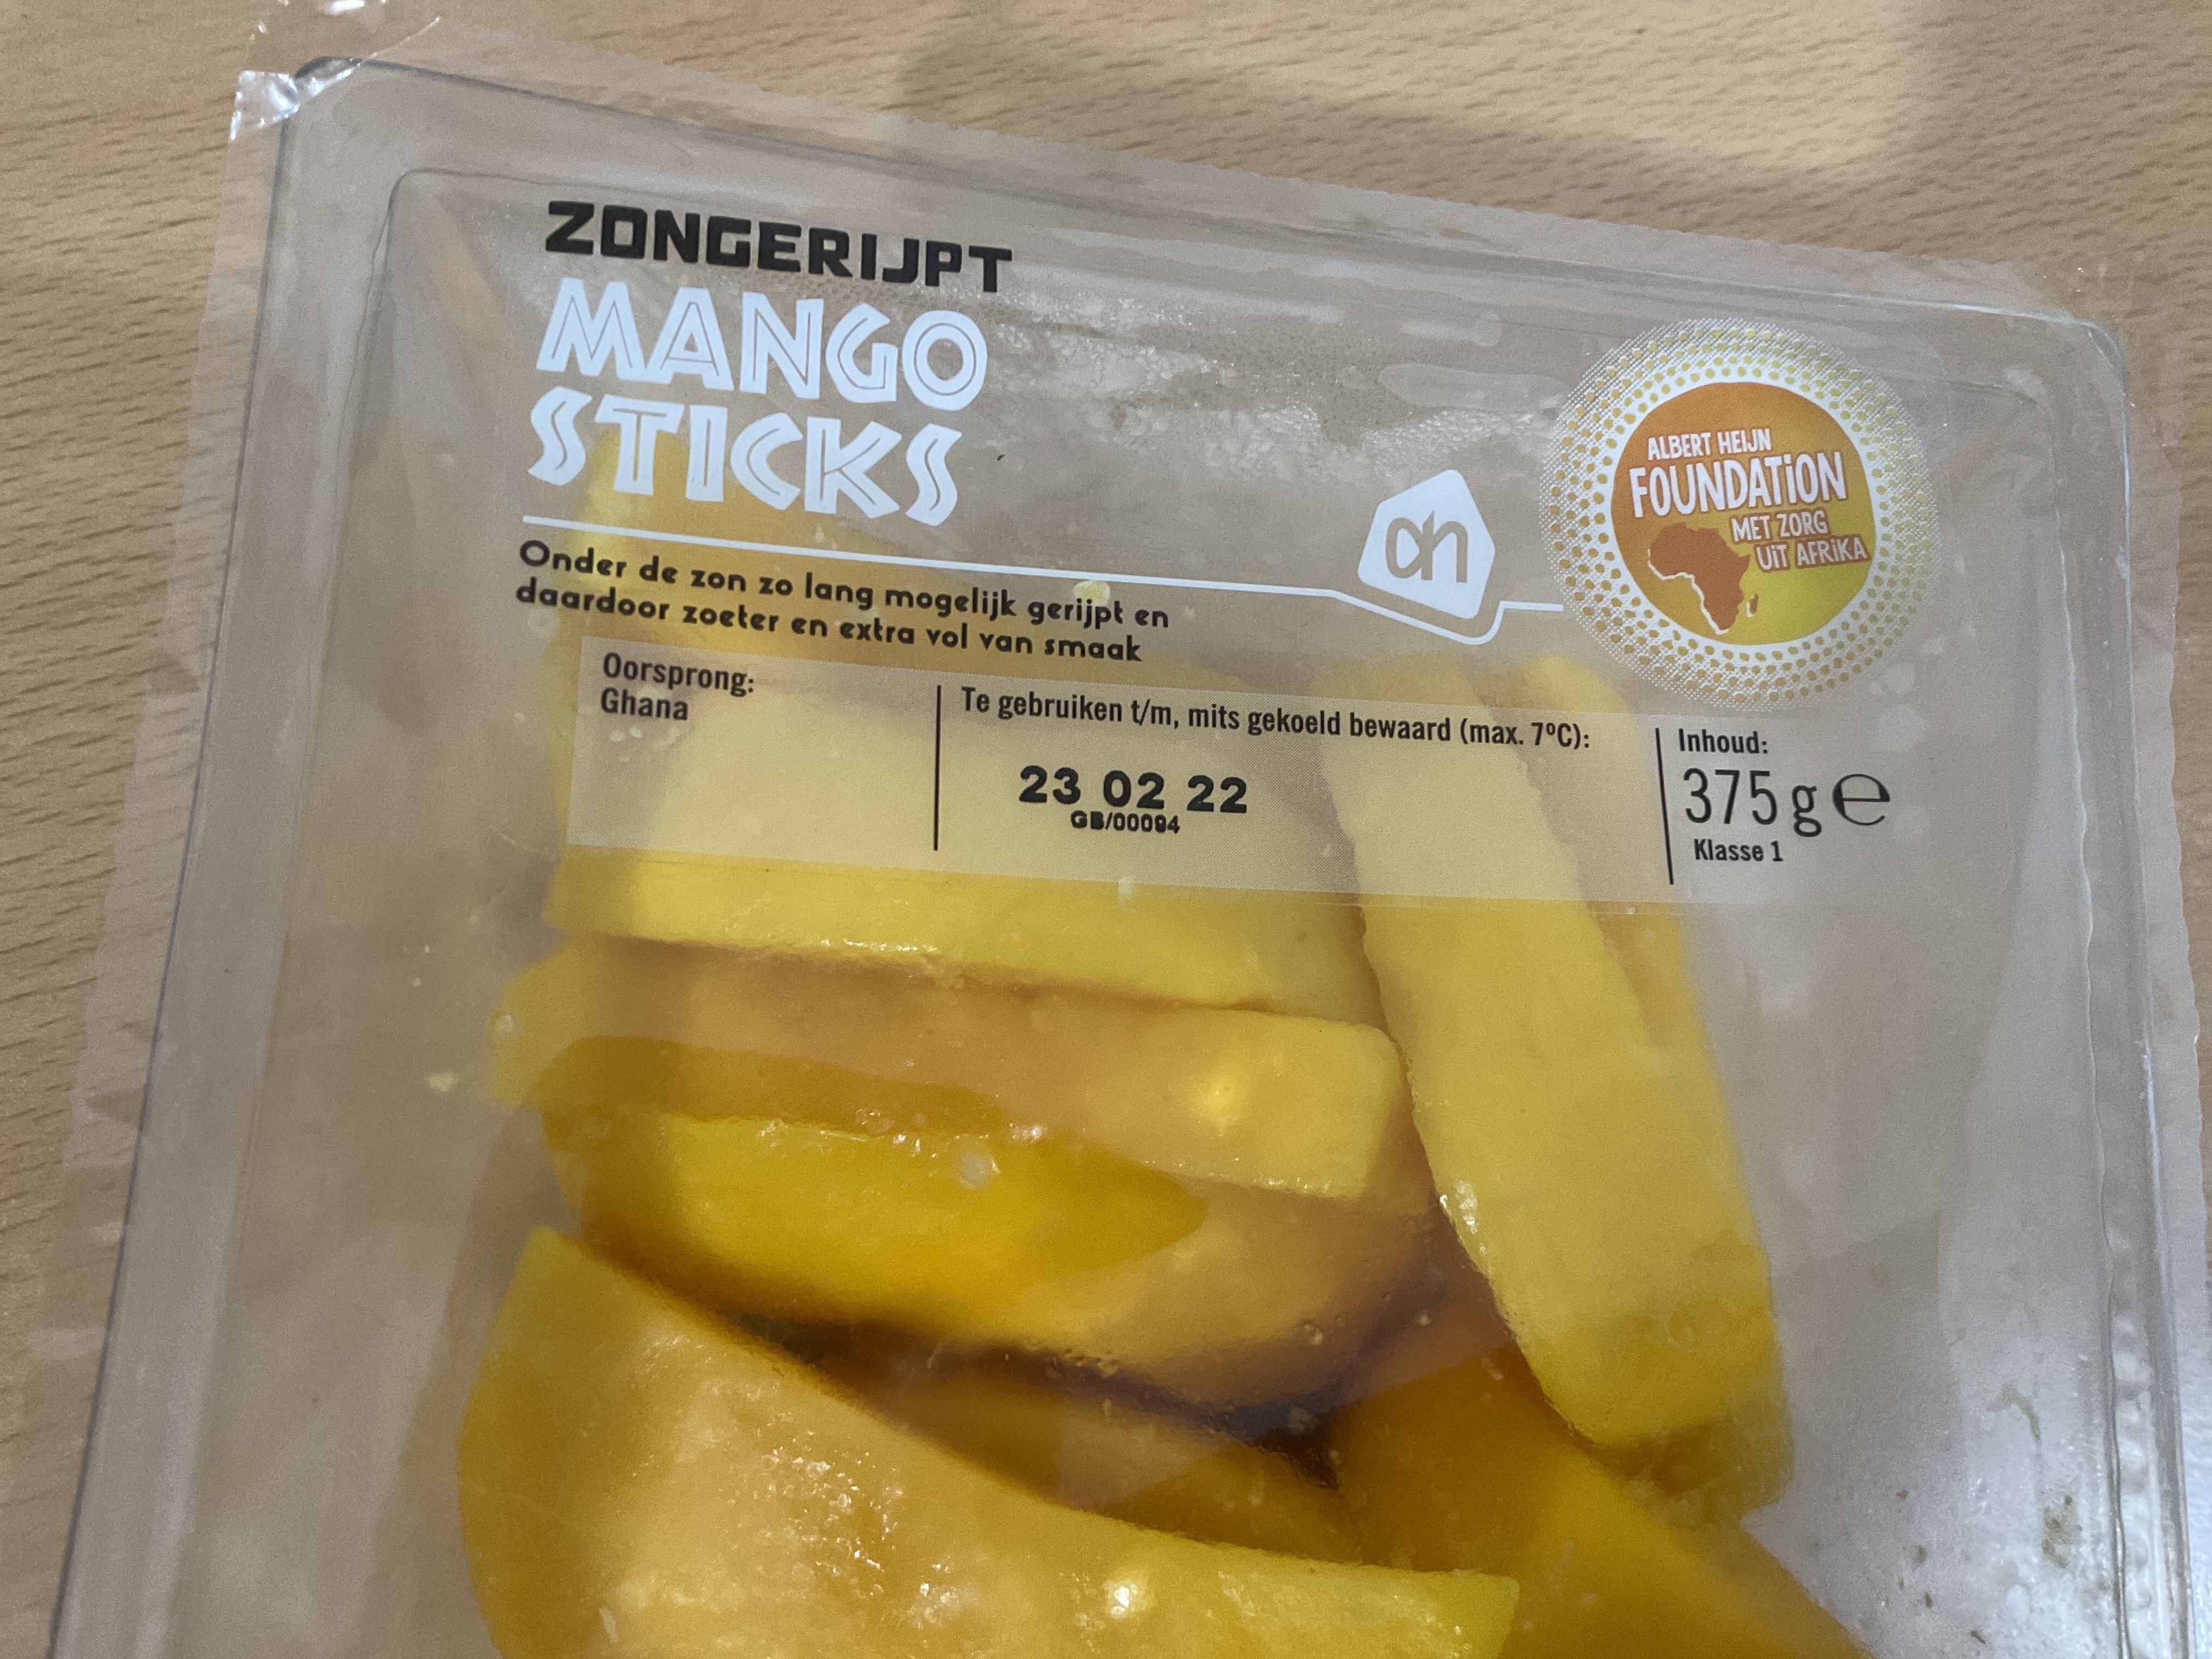 ZONGERIJPT
MANGO
STICKS
Onder de zon zo lang mogelijk gerijpt en
daardoor zoeter en extra vol van smaak
ah
ALBERT HEIJN
FOUNDATiON
MET ZORG
UiT AFRiKA
Oorsprong:
Ghana
Te gebruiken t/m, mits gekoeld bewaard (max. 7ºC):
23 02 22
GB/00094
Inhoud:
375 g ℮
Klasse 1